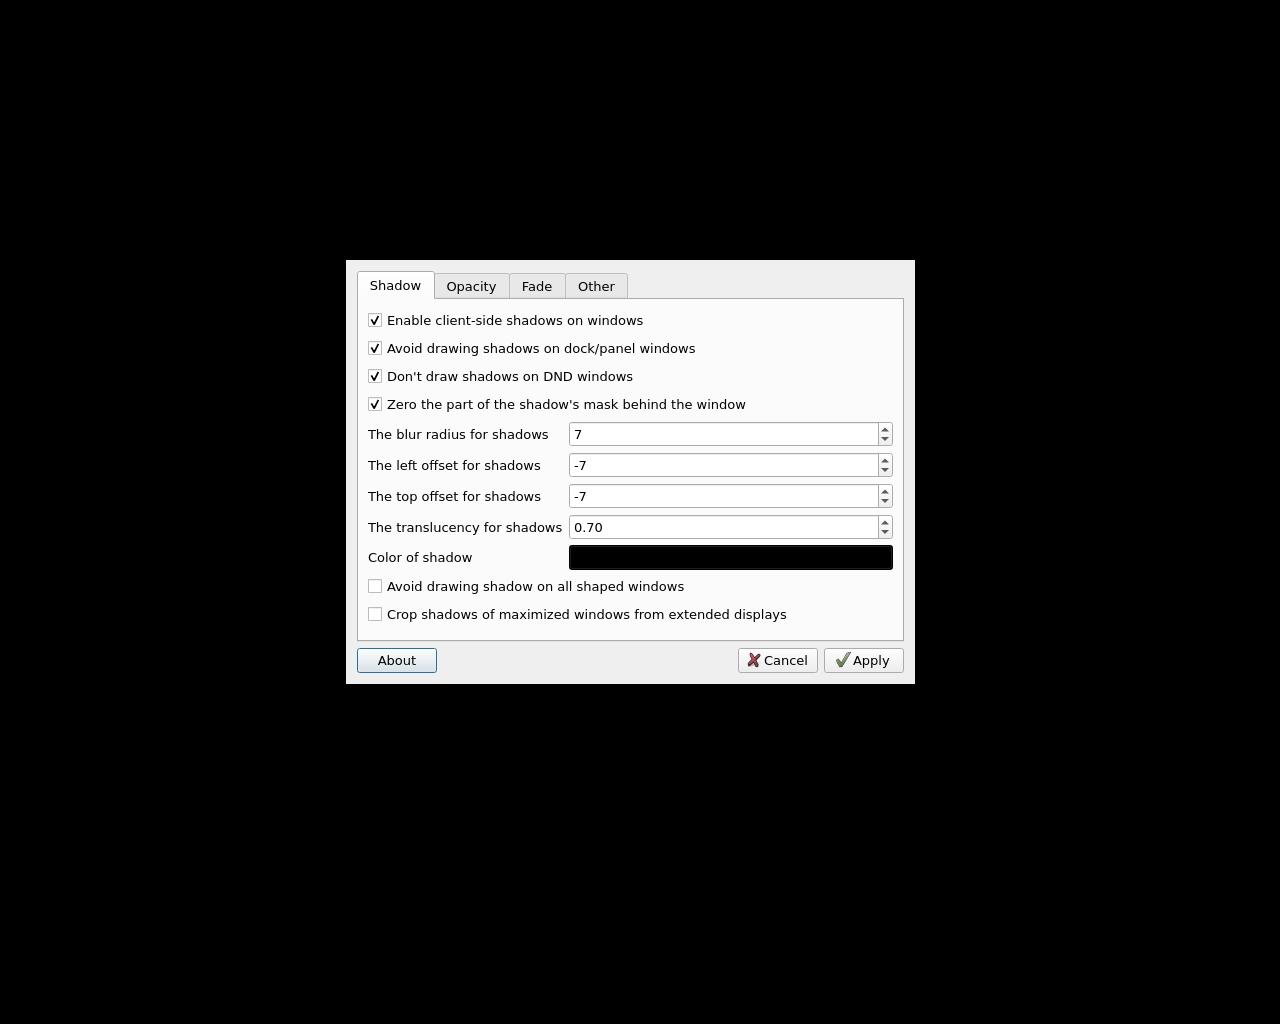 Shadow Opacity Fade Other
Enable client-side shadows on windows
Avoid drawing shadows on dock/panel windows
Don't draw shadows on DND windows
Zero the part of the shadow's mask behind the window
The blur radius for shadows 7
The left offset for shadows -7
The top offset for shadows -7
The translucency for shadows 0.70
Color of shadow
Avoid drawing shadow on all shaped windows
Crop shadows of maximized windows from extended displays
About Cancel Apply